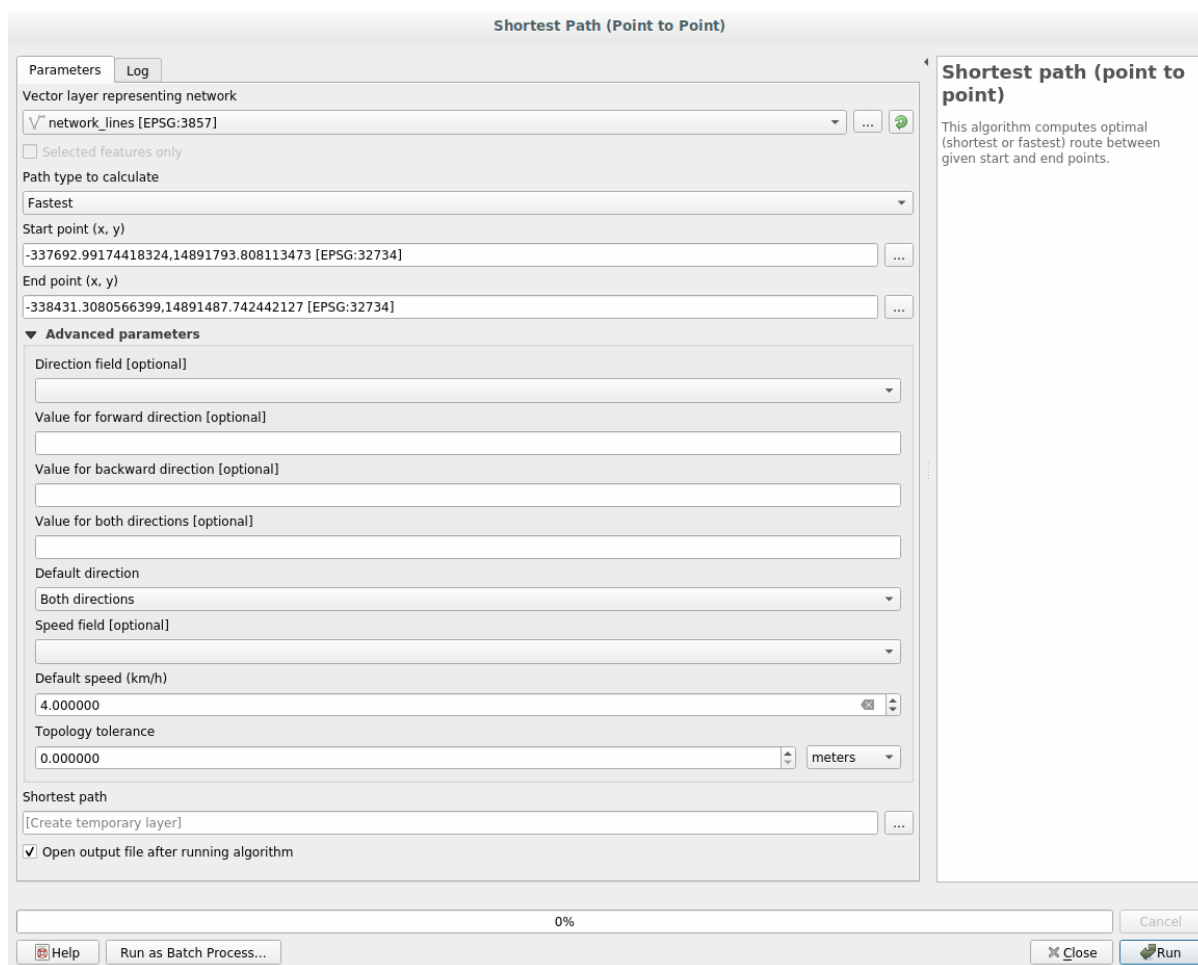 Shortest Path (Point to Point)
Parameters
Log
Vector layer representing network
network_lines [EPSG:3857]
...
Selected features only
Path type to calculate
Fastest
Start point (x, y)
-337692.99174418324,14891793.808113473 [EPSG:32734]
...
End point (x, y)
-338431.3080566399,14891487.742442127 [EPSG:32734]
...
Advanced parameters
Direction field [optional]
Value for forward direction [optional]
Value for backward direction [optional]
Value for both directions [optional]
Default direction
Both directions
Speed field [optional]
Default speed (km/h)
4.000000
Topology tolerance
0.000000
meters
Shortest path
[Create temporary layer]
...
Open output file after running algorithm
Shortest path (point to
point)
This algorithm computes optimal
(shortest or fastest) route between
given start and end points.
0%
Cancel
Help
Run as Batch Process...
Close
Run